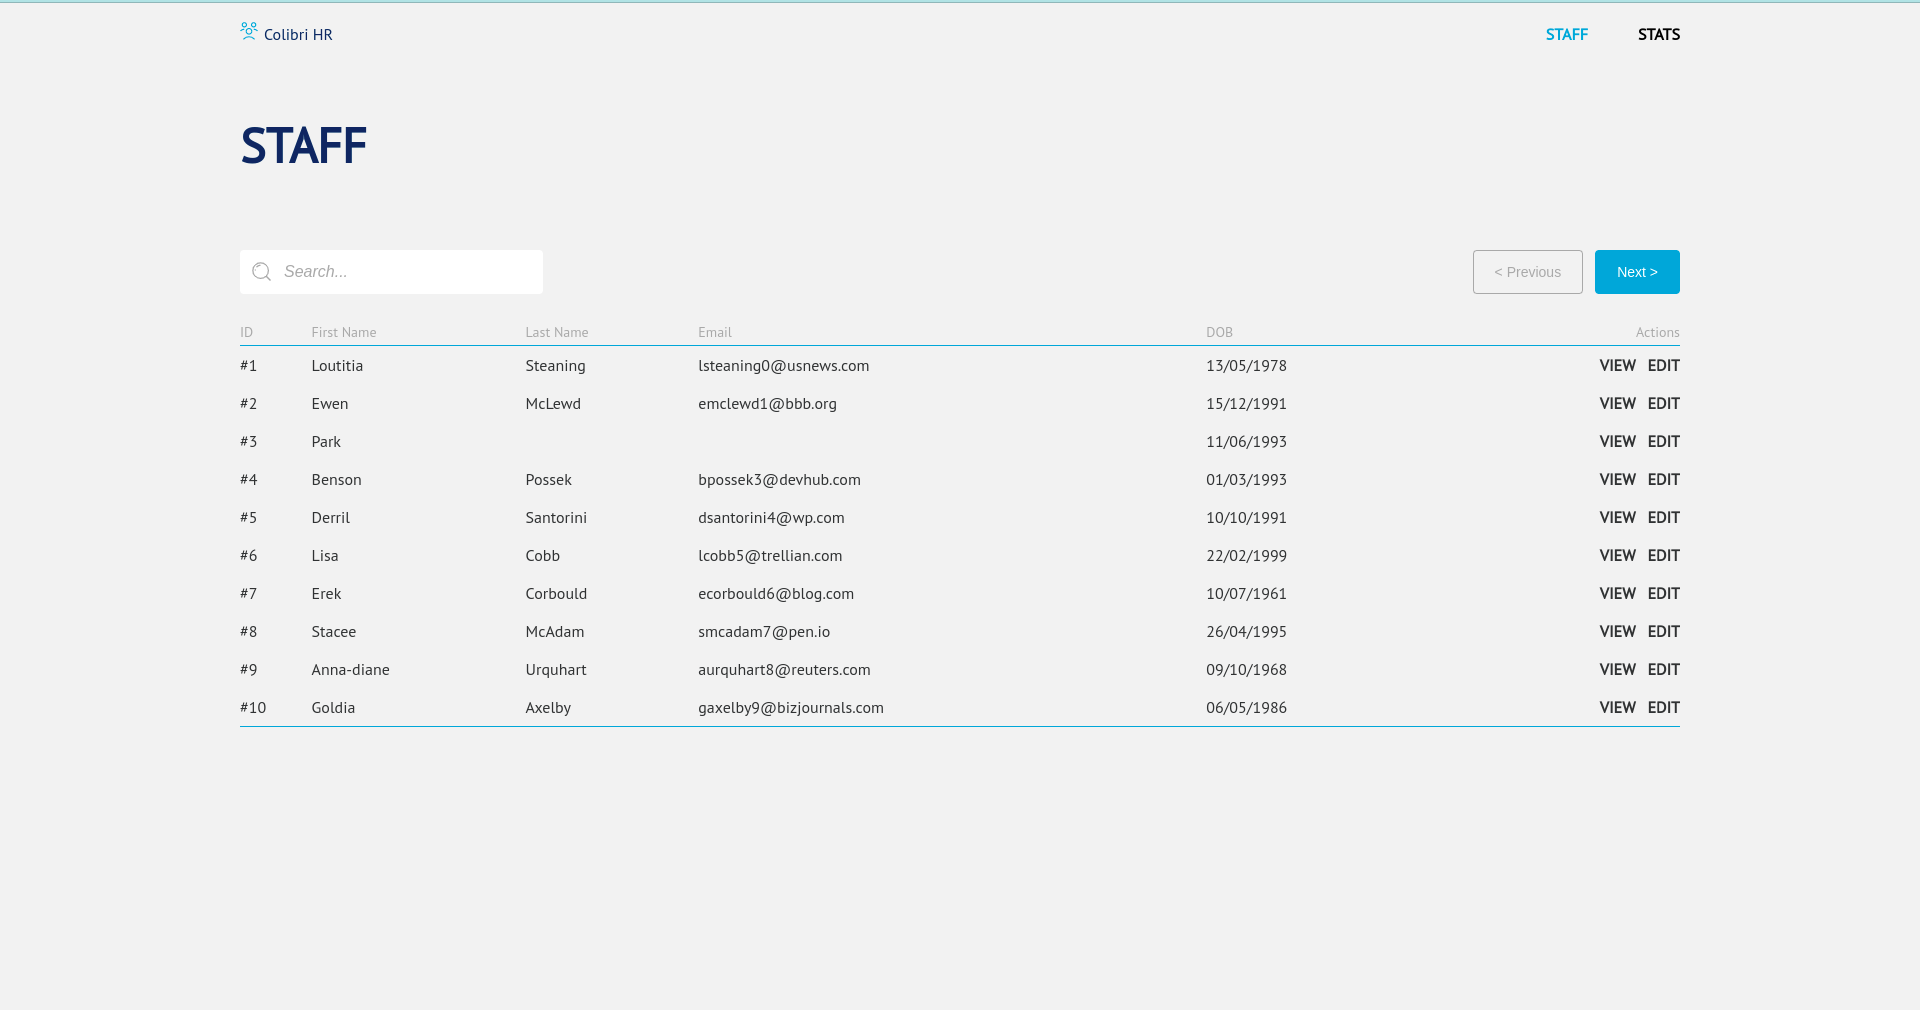 Colibri HR STAFF STATS
STAFF
Search... < Previous Next >
ID First Name Last Name Email DOB Actions
#1 Loutitia Steaning lsteaning0@usnews.com 13/05/1978 VIEW EDIT
#2 Ewen McLewd emclewd1@bbb.org 15/12/1991 VIEW EDIT
#3 Park 11/06/1993 VIEW EDIT
#4 Benson Possek bpossek3@devhub.com 01/03/1993 VIEW EDIT
#5 Derril Santorini dsantorini4@wp.com 10/10/1991 VIEW EDIT
#6 Lisa Cobb lcobb5@trellian.com 22/02/1999 VIEW EDIT
#7 Erek Corbould ecorbould6@blog.com 10/07/1961 VIEW EDIT
#8 Stacee McAdam smcadam7@pen.io 26/04/1995 VIEW EDIT
#9 Anna-diane Urquhart aurquhart8@reuters.com 09/10/1968 VIEW EDIT
#10 Goldia Axelby gaxelby9@bizjournals.com 06/05/1986 VIEW EDIT